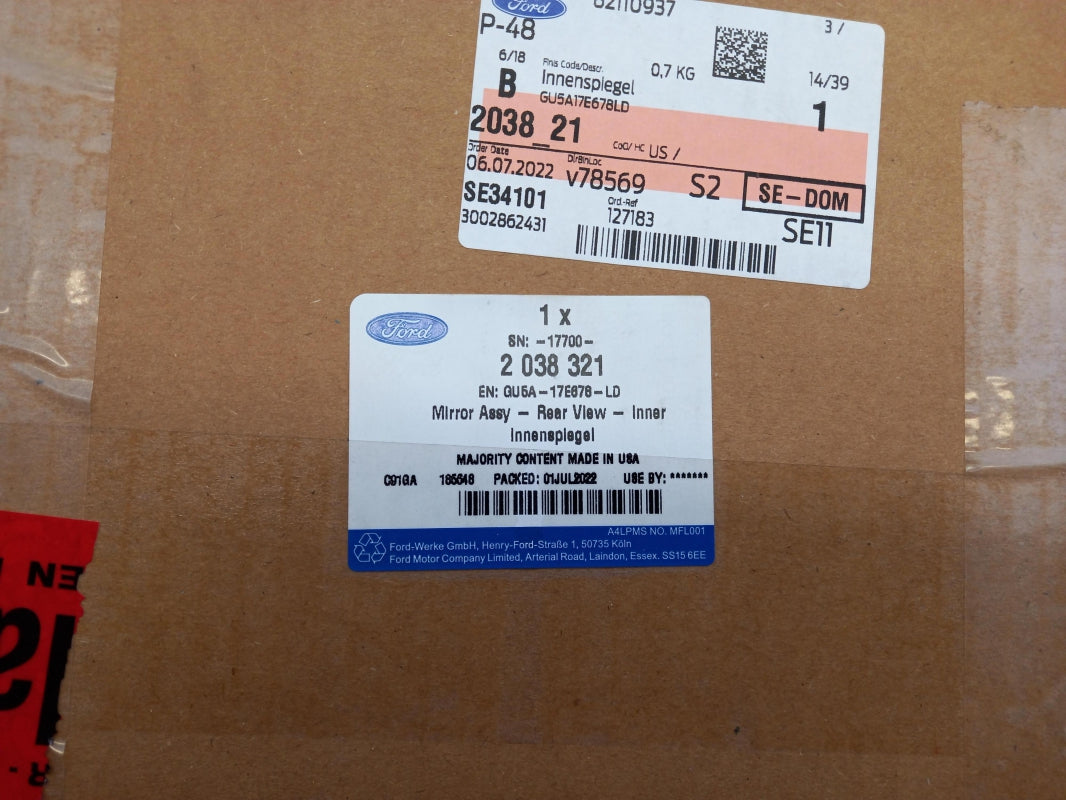 Ford
62110937
3 /
P-48
6/18
Finis Code/Descr.
0,7 KG
14/39
B
Innenspiegel
GU5A17E678LD
1
2038 21
CoO/ HC US /
Order Date
DirBinLoc
06.07.2022
v78569
S2
SE-DOM
SE34101
Ord.-Ref
3002862431
127183
SE11
Ford
1 x
SN: -17700-
2 038 321
EN: GU5A-17E678-LD
Mirror Assy - Rear View - Inner
Innenspiegel
MAJORITY CONTENT MADE IN USA
C91GA 185548 PACKED: 01JUL2022 USE BY: *******
A4LPMS NO. MFL001
Ford-Werke GmbH, Henry-Ford-Straße 1, 50735 Köln
Ford Motor Company Limited, Arterial Road, Laindon, Essex. SS15 6EE